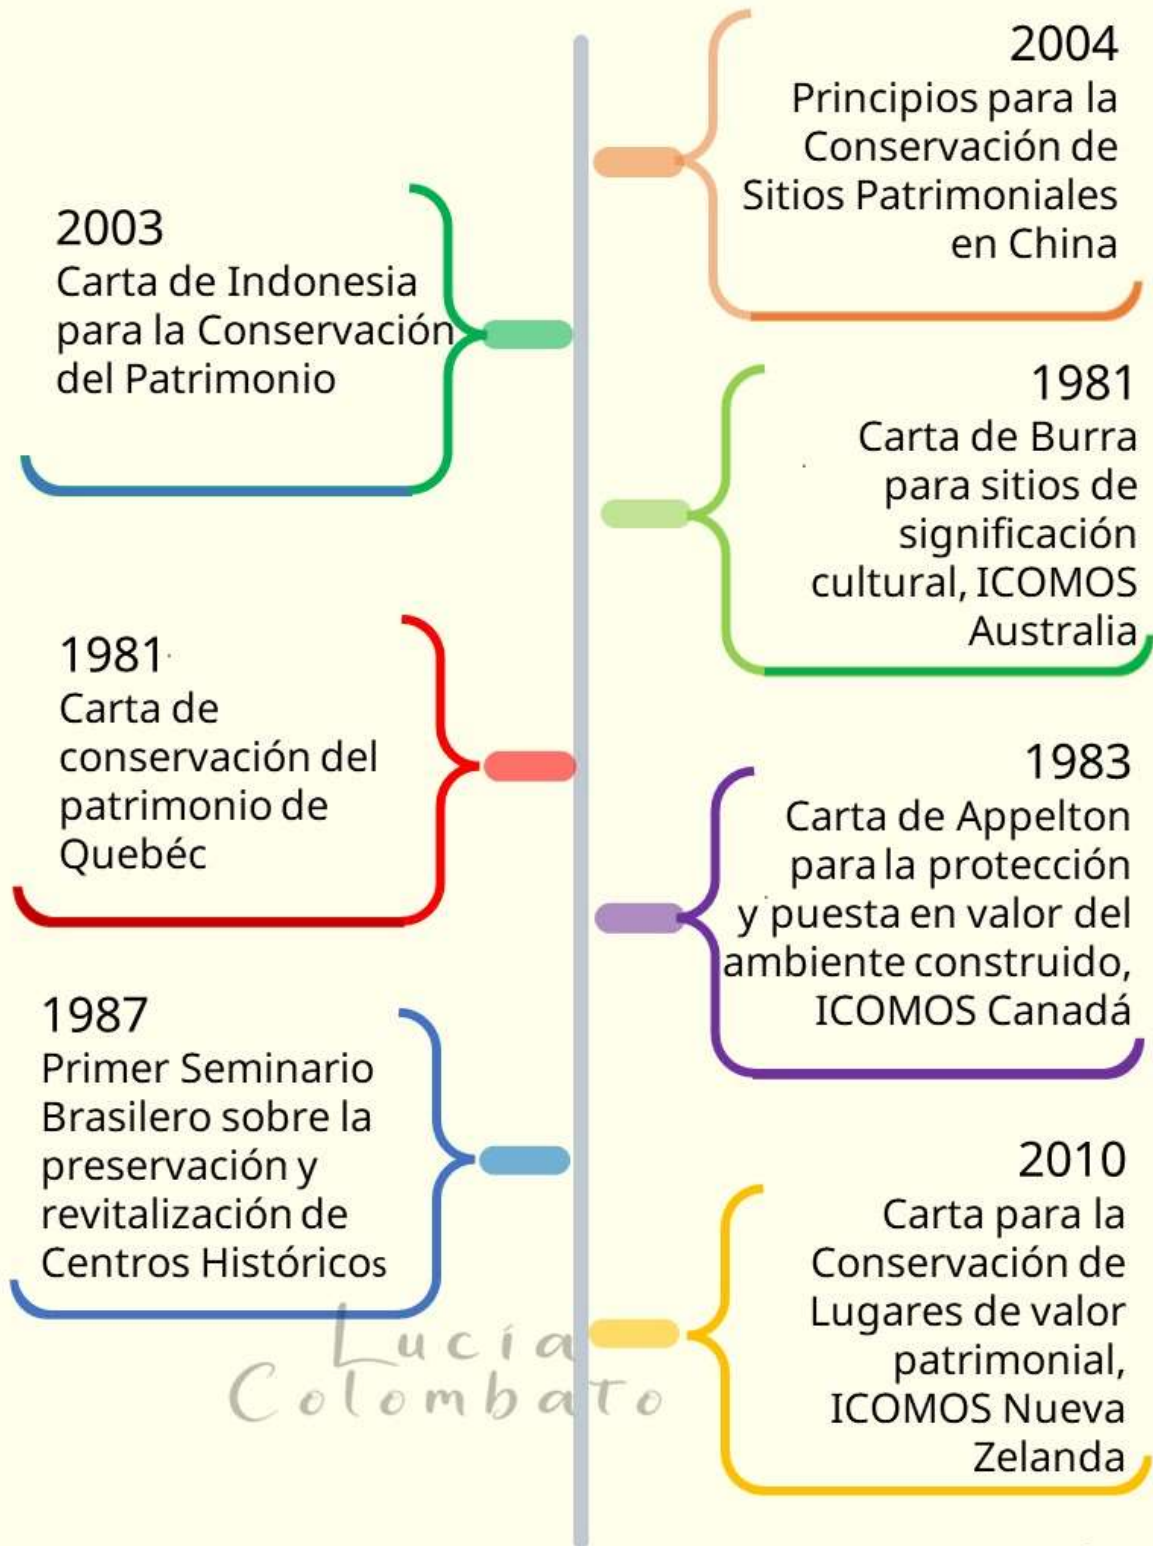 2004
Principios para la
Conservación de
Sitios Patrimoniales
en China
2003
Carta de Indonesia
para la Conservación
del Patrimonio
1981
Carta de Burra
para sitios de
significación
cultural, ICOMOS
Australia
1981
Carta de
conservación del
patrimonio de
Quebéc
1983
Carta de Appelton
para la protección
y puesta en valor del
ambiente construido,
ICOMOS Canadá
1987
Primer Seminario
Brasilero sobre la
preservación y
revitalización de
Centros Históricos
2010
Carta para la
Conservación de
Lugares de valor
patrimonial,
ICOMOS Nueva
Zelanda
Lucía
Colombato